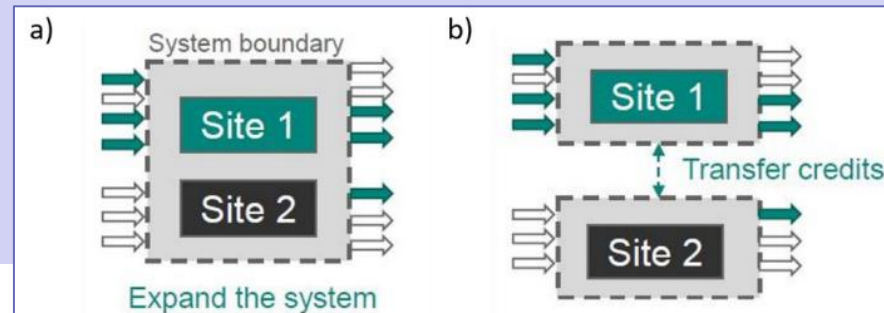 a)
System boundary
Site 1
Site 2
Expand the system
b)
Site 1
Transfer credits
Site 2